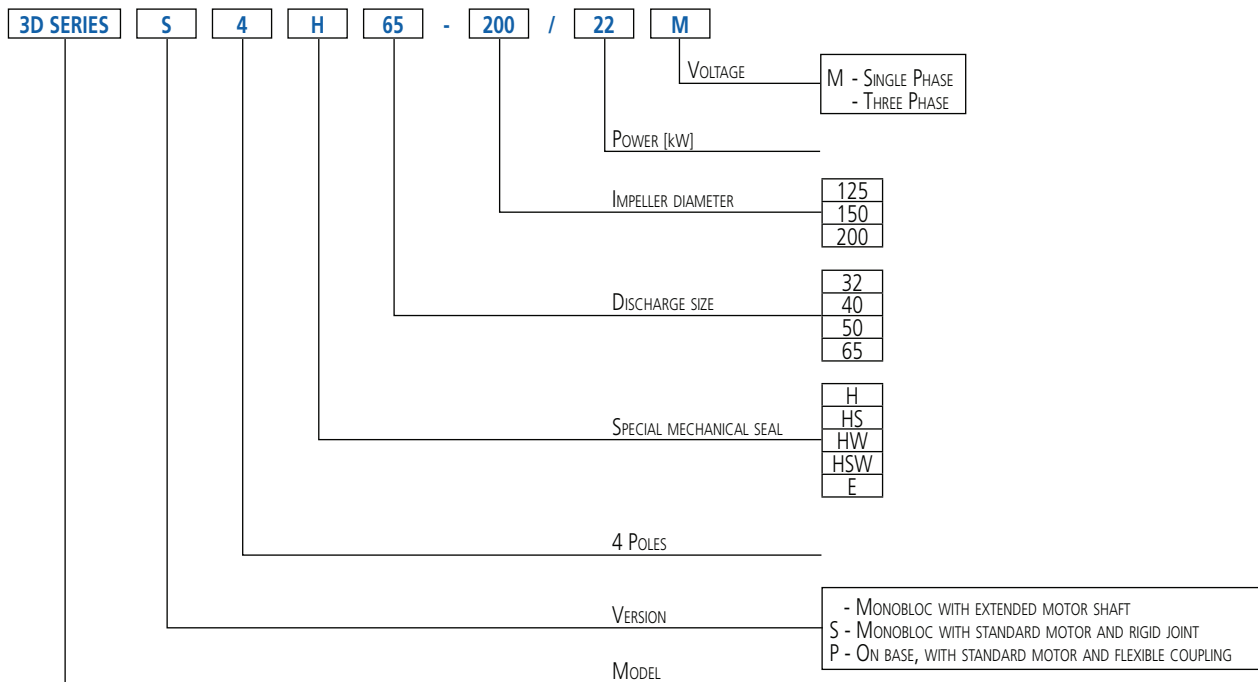 3D SERIES S 4 H 65 - 200 / 22 M
VOLTAGE
M - SINGLE PHASE
- THREE PHASE
POWER [kW]
IMPELLER DIAMETER
125
150
200
DISCHARGE SIZE
32
40
50
65
SPECIAL MECHANICAL SEAL
H
HS
HW
HSW
E
4 POLES
VERSION
- MONOBLOC WITH EXTENDED MOTOR SHAFT
S - MONOBLOC WITH STANDARD MOTOR AND RIGID JOINT
P - ON BASE, WITH STANDARD MOTOR AND FLEXIBLE COUPLING
MODEL